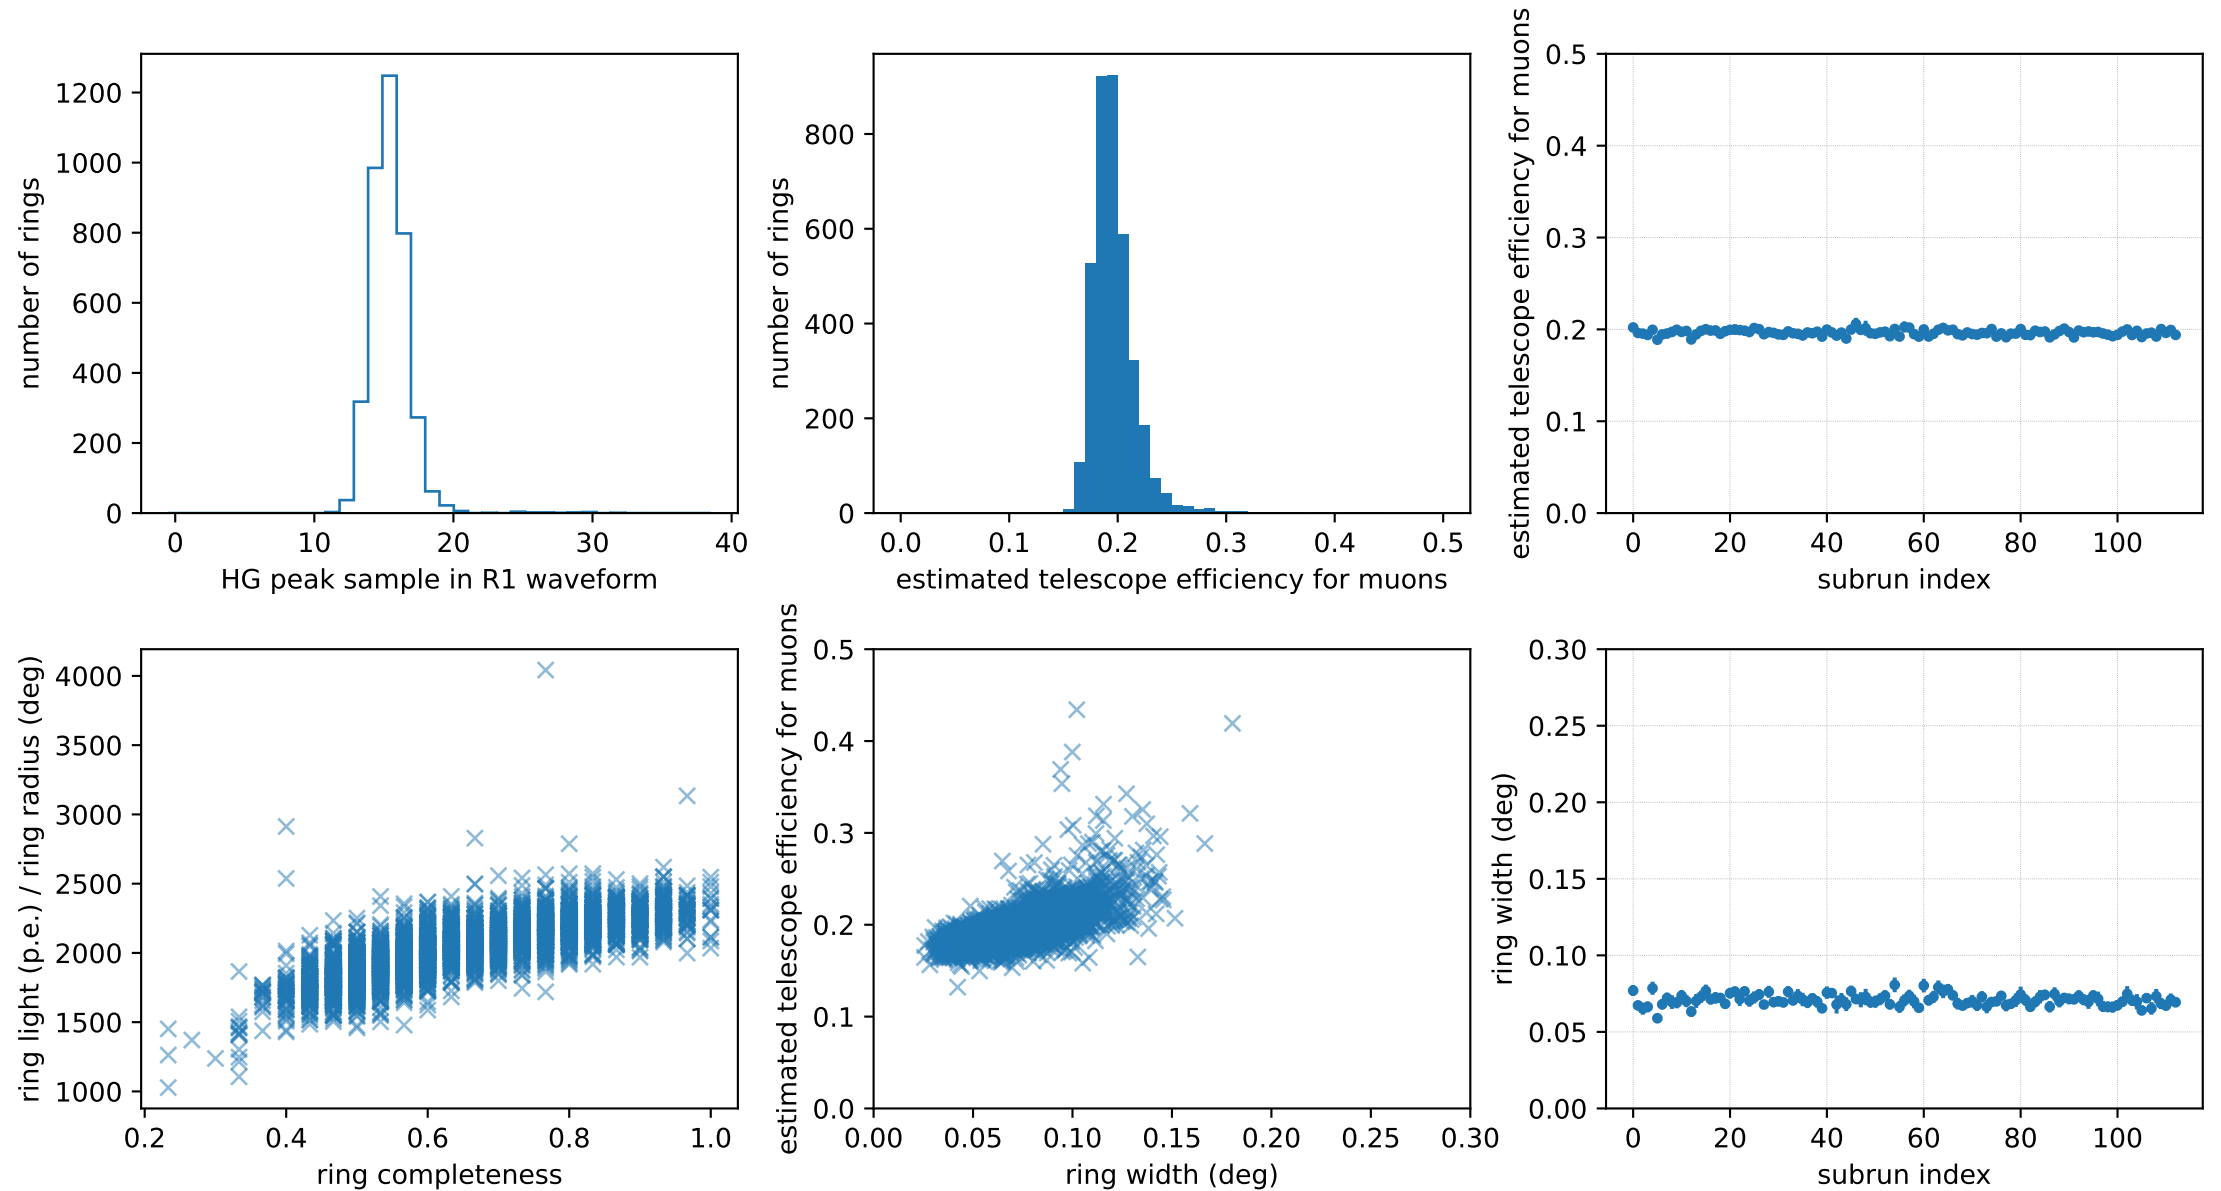 number of rings
1200
1000
800
600
400
200
0
0 10 20 30 40
HG peak sample in R1 waveform
number of rings
800
600
400
200
0
0.0 0.1 0.2 0.3 0.4 0.5
estimated telescope efficiency for muons
estimated telescope efficiency for muons
0.5
0.4
0.3
0.2
0.1
0.0
0 20 40 60 80 100
subrun index
ring light (p.e.) / ring radius (deg)
4000
3500
3000
2500
2000
1500
1000
0.2 0.4 0.6 0.8 1.0
ring completeness
estimated telescope efficiency for muons
0.5
0.4
0.3
0.2
0.1
0.0
0.00 0.05 0.10 0.15 0.20 0.25 0.30
ring width (deg)
ring width (deg)
0.30
0.25
0.20
0.15
0.10
0.05
0.00
0 20 40 60 80 100
subrun index